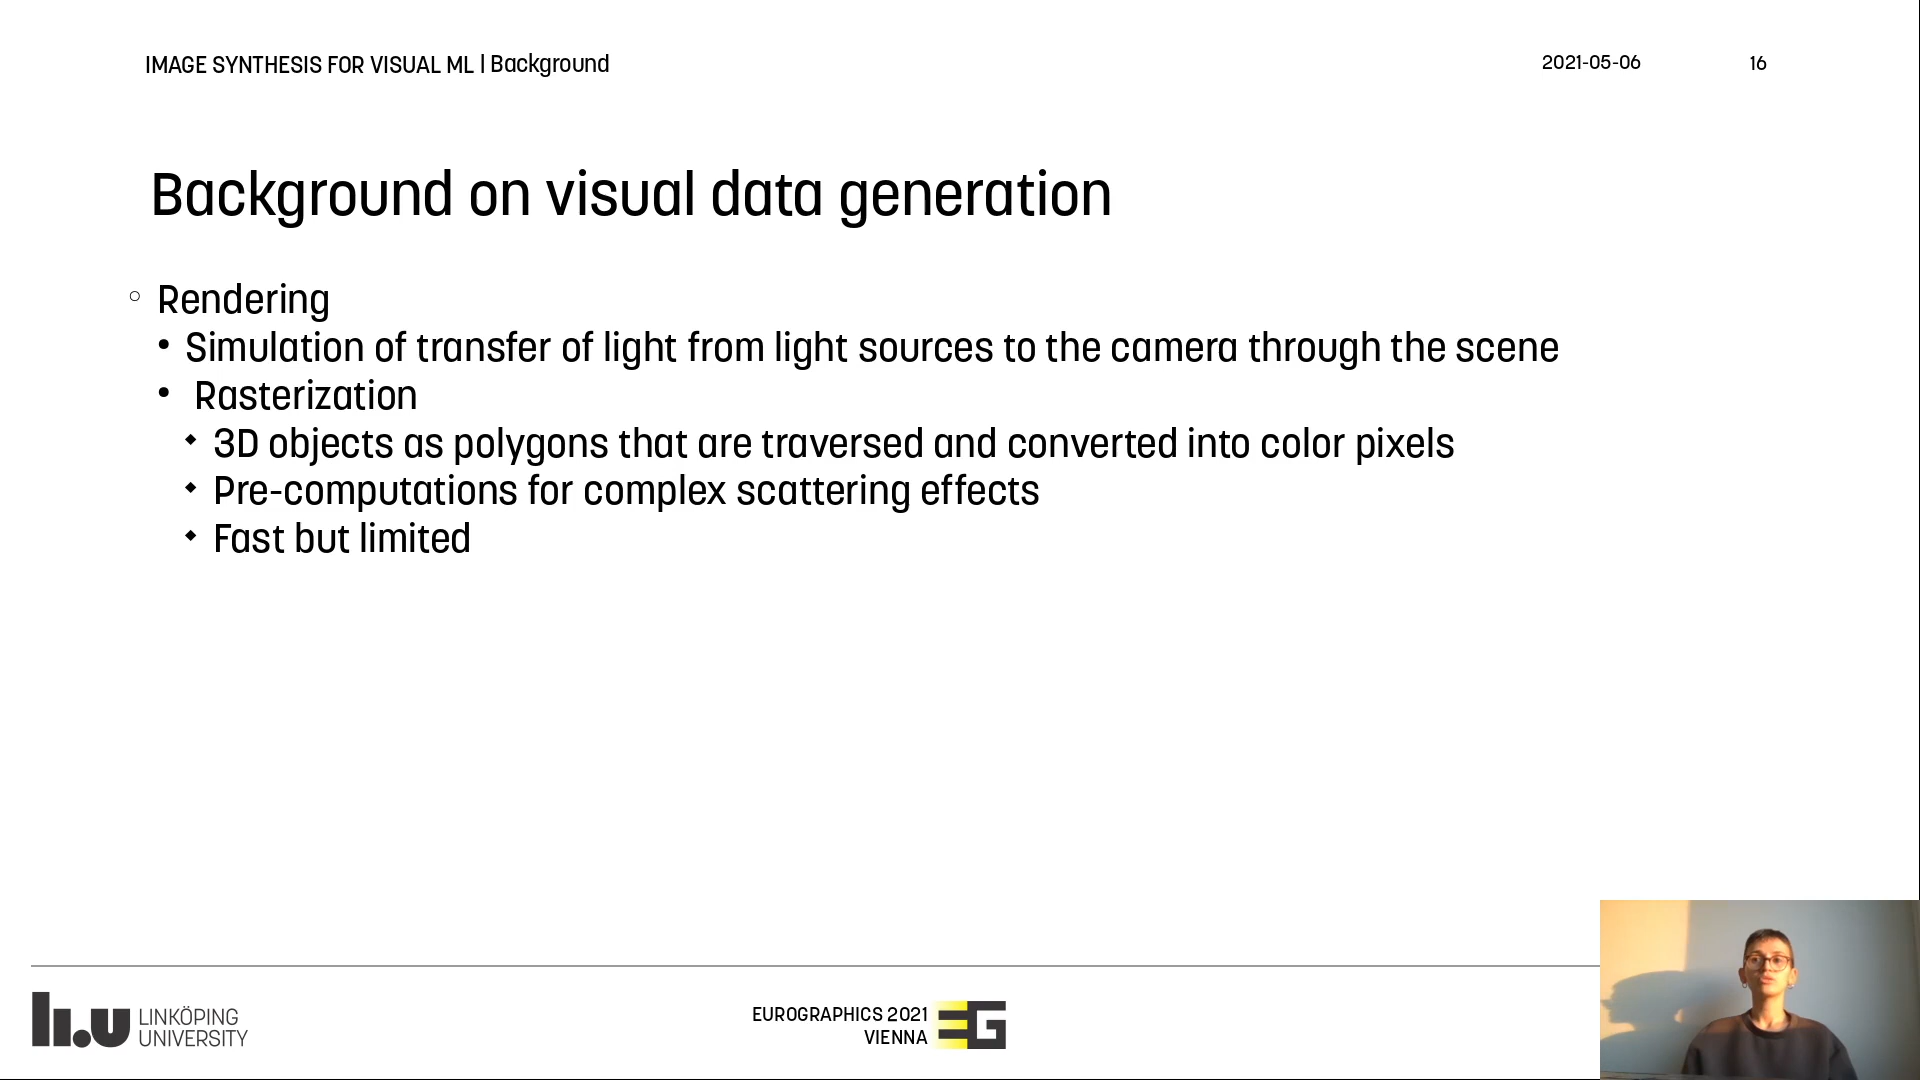 IMAGE SYNTHESIS FOR VISUAL ML | Background
2021-05-06
16
Background on visual data generation
Rendering
Simulation of transfer of light from light sources to the camera through the scene
Rasterization
3D objects as polygons that are traversed and converted into color pixels
Pre-computations for complex scattering effects
Fast but limited
li.u LINKÖPING
UNIVERSITY
EUROGRAPHICS 2021
VIENNA
EG